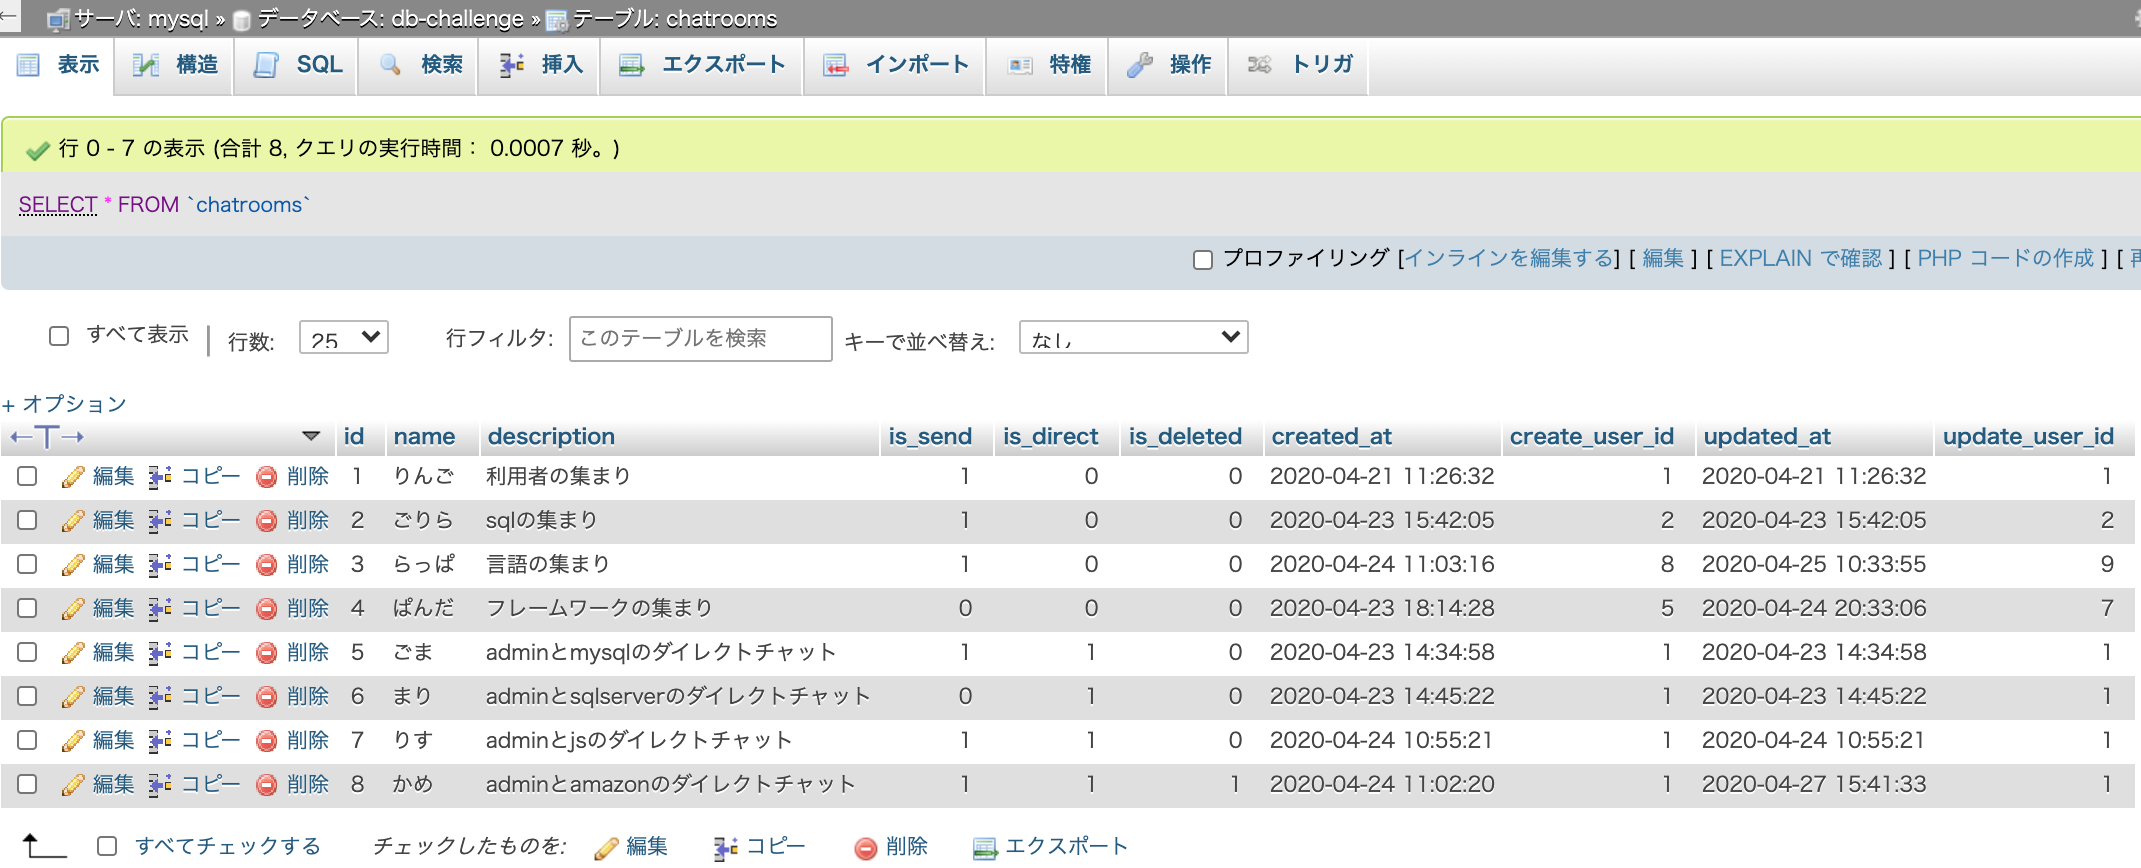 サーバ: mysql » データベース: db-challenge » テーブル: chatrooms
表示 構造 SQL 検索 挿入 エクスポート インポート 特権 操作 トリガ
行 0 - 7 の表示 (合計 8, クエリの実行時間： 0.0007 秒。)
SELECT * FROM `chatrooms`
プロファイリング [インラインを編集する] [ 編集 ] [ EXPLAIN で確認 ] [ PHP コードの作成 ] [
すべて表示 | 行数: 25 行フィルタ: このテーブルを検索 キーで並べ替え: なし
+ オプション
←T→ id name description is_send is_direct is_deleted created_at create_user_id updated_at update_user_id
編集 コピー 削除 1 りんご 利用者の集まり 1 0 0 2020-04-21 11:26:32 1 2020-04-21 11:26:32 1
編集 コピー 削除 2 ごりら sqlの集まり 1 0 0 2020-04-23 15:42:05 2 2020-04-23 15:42:05 2
編集 コピー 削除 3 らっぱ 言語の集まり 1 0 0 2020-04-24 11:03:16 8 2020-04-25 10:33:55 9
編集 コピー 削除 4 ぱんだ フレームワークの集まり 0 0 0 2020-04-23 18:14:28 5 2020-04-24 20:33:06 7
編集 コピー 削除 5 ごま adminとmysqlのダイレクトチャット 1 1 0 2020-04-23 14:34:58 1 2020-04-23 14:34:58 1
編集 コピー 削除 6 まり adminとsqlserverのダイレクトチャット 0 1 0 2020-04-23 14:45:22 1 2020-04-23 14:45:22 1
編集 コピー 削除 7 りす adminとjsのダイレクトチャット 1 1 0 2020-04-24 10:55:21 1 2020-04-24 10:55:21 1
編集 コピー 削除 8 かめ adminとamazonのダイレクトチャット 1 1 1 2020-04-24 11:02:20 1 2020-04-27 15:41:33 1
すべてチェックする チェックしたものを: 編集 コピー 削除 エクスポート